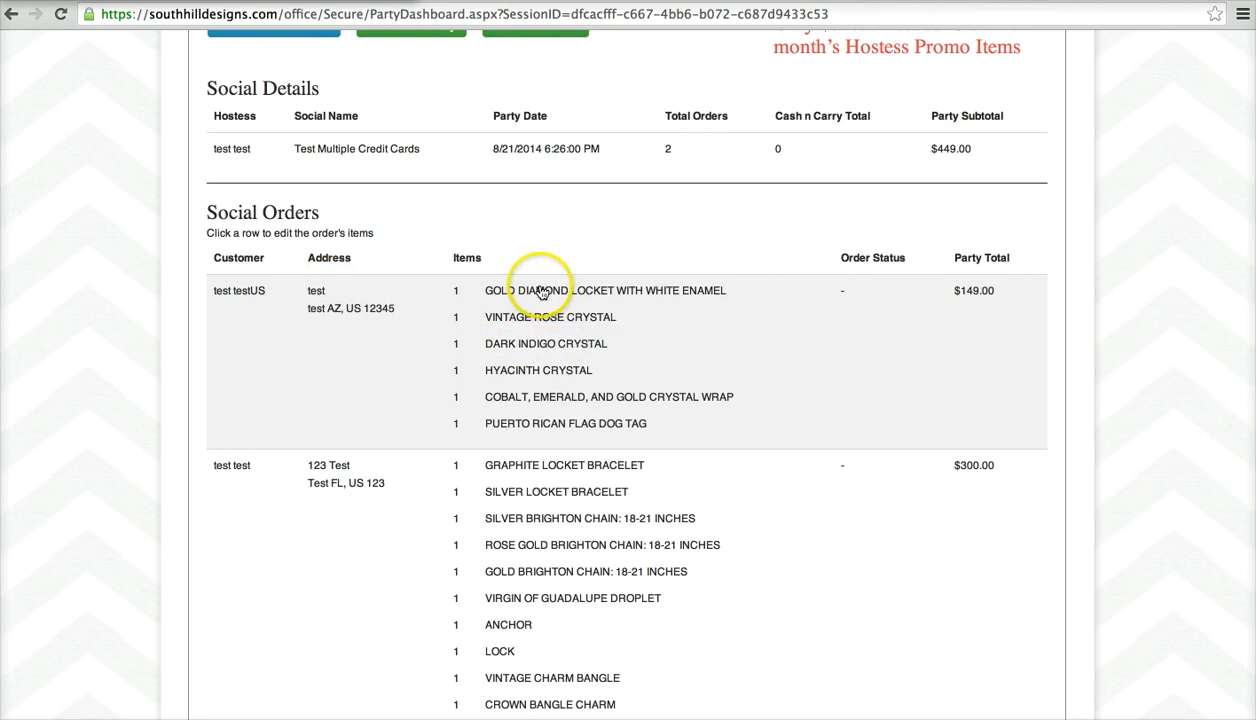 https://southhilldesigns.com/office/Secure/PartyDashboard.aspx?SessionID=dfcacfff-c667-4bb6-b072-c687d9433c53
month's Hostess Promo Items
Social Details
Hostess Social Name Party Date Total Orders Cash n Carry Total Party Subtotal
test test Test Multiple Credit Cards 8/21/2014 6:26:00 PM 2 0 $449.00
Social Orders
Click a row to edit the order's items
Customer Address Items Order Status Party Total
test testUS test 1 GOLD DIAMOND LOCKET WITH WHITE ENAMEL - $149.00
test AZ, US 12345
1 VINTAGE ROSE CRYSTAL
1 DARK INDIGO CRYSTAL
1 HYACINTH CRYSTAL
1 COBALT, EMERALD, AND GOLD CRYSTAL WRAP
1 PUERTO RICAN FLAG DOG TAG
test test 123 Test 1 GRAPHITE LOCKET BRACELET - $300.00
Test FL, US 123
1 SILVER LOCKET BRACELET
1 SILVER BRIGHTON CHAIN: 18-21 INCHES
1 ROSE GOLD BRIGHTON CHAIN: 18-21 INCHES
1 GOLD BRIGHTON CHAIN: 18-21 INCHES
1 VIRGIN OF GUADALUPE DROPLET
1 ANCHOR
1 LOCK
1 VINTAGE CHARM BANGLE
1 CROWN BANGLE CHARM